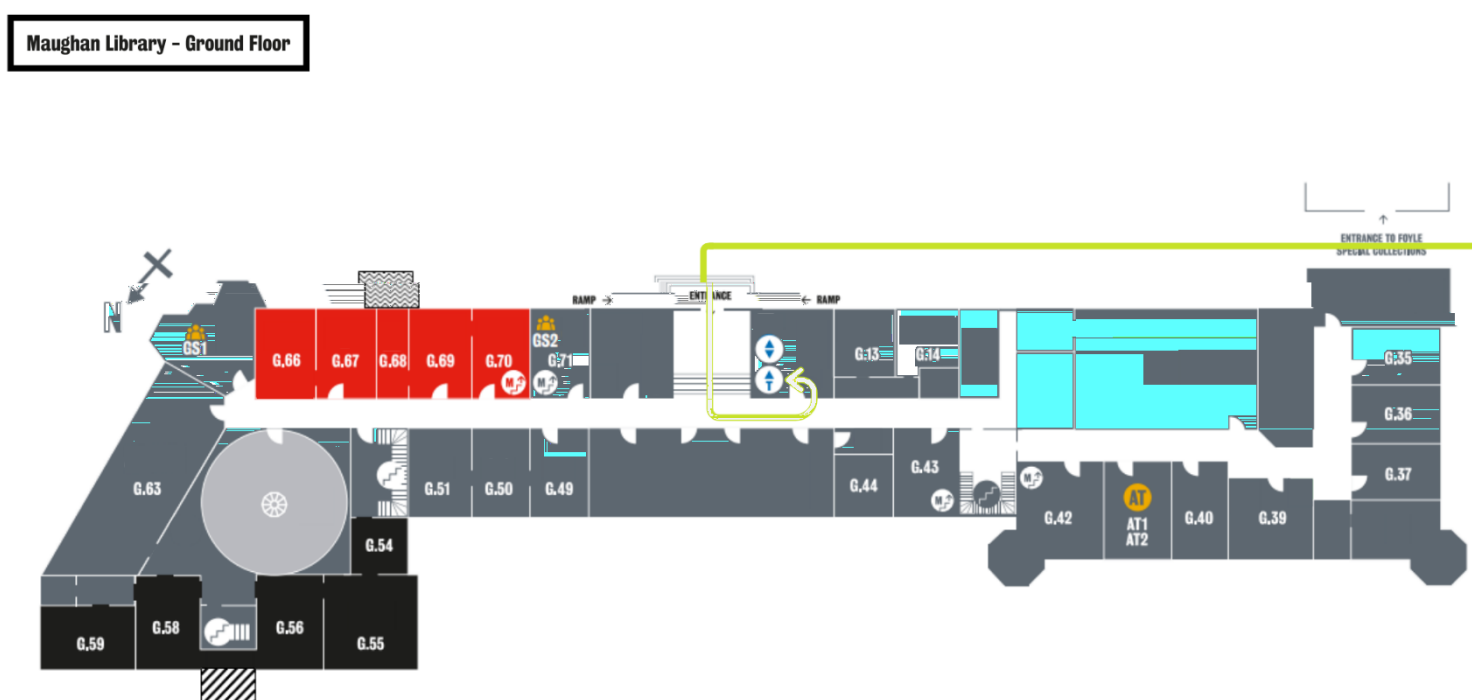 Maughan Library - Ground Floor
ENTRANCE TO FOYLE
SPECIAL COLLECTIONS
N
RAMP
ENTRANCE
RAMP
GS1
GS2
G.66
G.67
G.68
G.69
G.70
G.71
G.13
G.14
G.35
M
M
G.36
G.63
G.51
G.50
G.49
G.44
G.43
M
M
G.37
G.42
AT
AT1
AT2
G.40
G.39
G.54
G.59
G.58
G.56
G.55